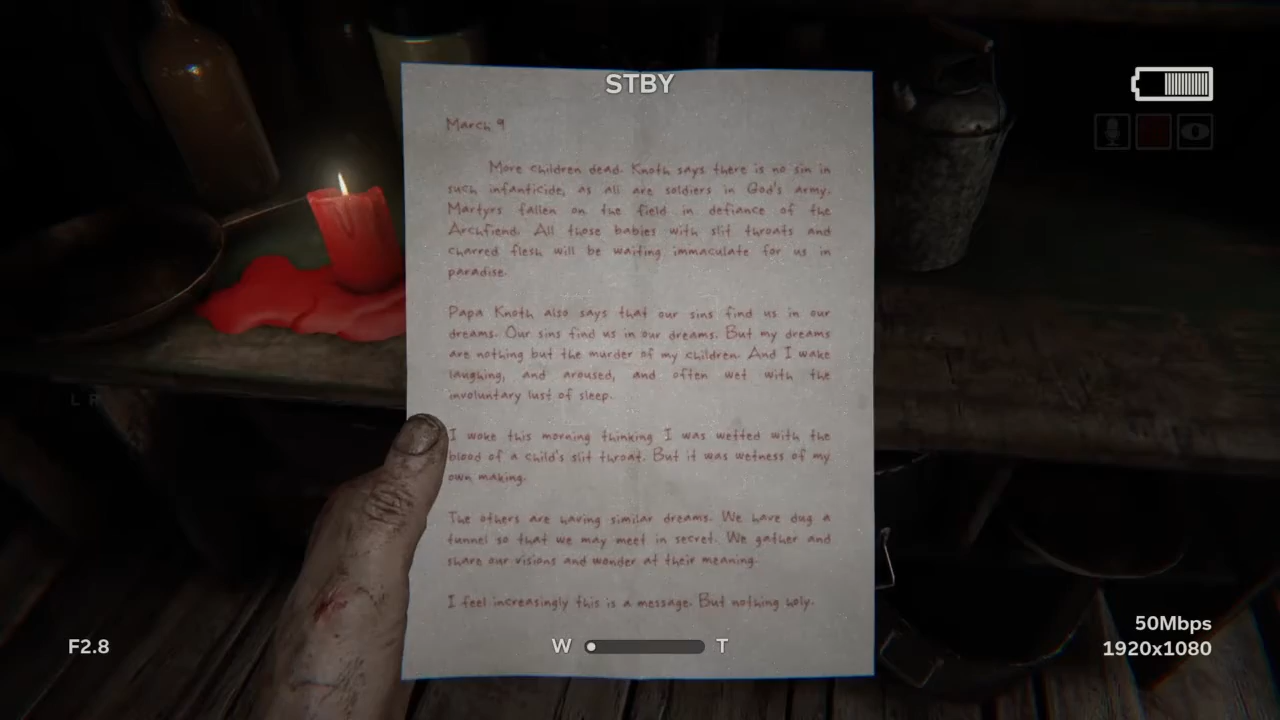 STBY
March 9
More children dead. Knoth says there is no sin in
such infanticide, as all are soldiers in God's army.
Martyrs fallen on the field in defiance of the
Archfiend. All those babies with slit throats and
charred flesh will be waiting immaculate for us in
paradise.
Papa Knoth also says that our sins find us in our
dreams. Our sins find us in our dreams. But my dreams
are nothing but the murder of my children. And I wake
laughing, and aroused, and often wet with the
involuntary lust of sleep.
I woke this morning thinking I was wetted with the
blood of a child's slit throat. But it was wetness of my
own making.
The others are having similar dreams. We have dug a
tunnel so that we may meet in secret. We gather and
share our visions and wonder at their meaning.
I feel increasingly this is a message. But nothing holy.
L R
F2.8
W T
50Mbps
1920x1080